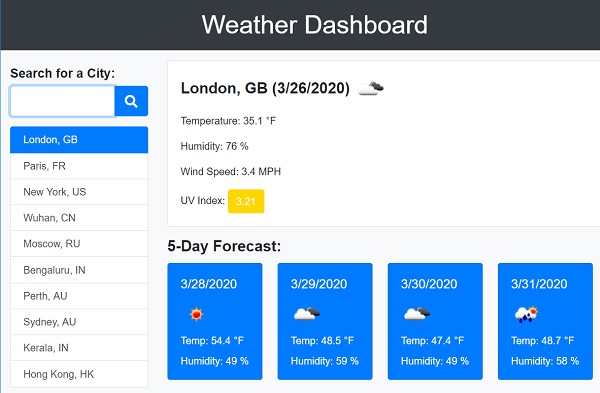 Weather Dashboard
Search for a City:
London, GB
Paris, FR
New York, US
Wuhan, CN
Moscow, RU
Bengaluru, IN
Perth, AU
Sydney, AU
Kerala, IN
Hong Kong, HK
London, GB (3/26/2020)
Temperature: 35.1 °F
Humidity: 76 %
Wind Speed: 3.4 MPH
UV Index: 3.21
5-Day Forecast:
3/28/2020
Temp: 54.4 °F
Humidity: 49 %
3/29/2020
Temp: 48.5 °F
Humidity: 59 %
3/30/2020
Temp: 47.4 °F
Humidity: 49 %
3/31/2020
Temp: 48.7 °F
Humidity: 58 %